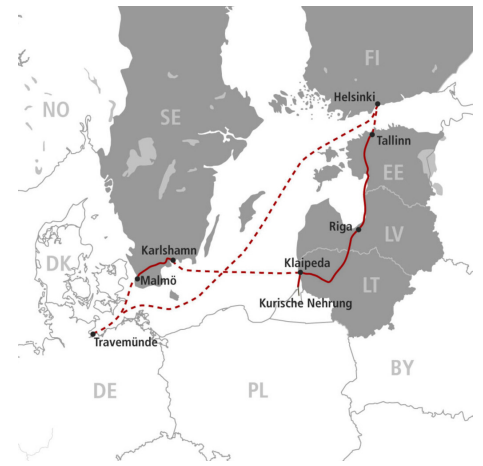 FI
Helsinki
NO
SE
Tallinn
EE
Riga
LV
Karlshamn
DK
Klaipeda
Malmö
LT
Kurische Nehrung
Travemünde
BY
DE
PL